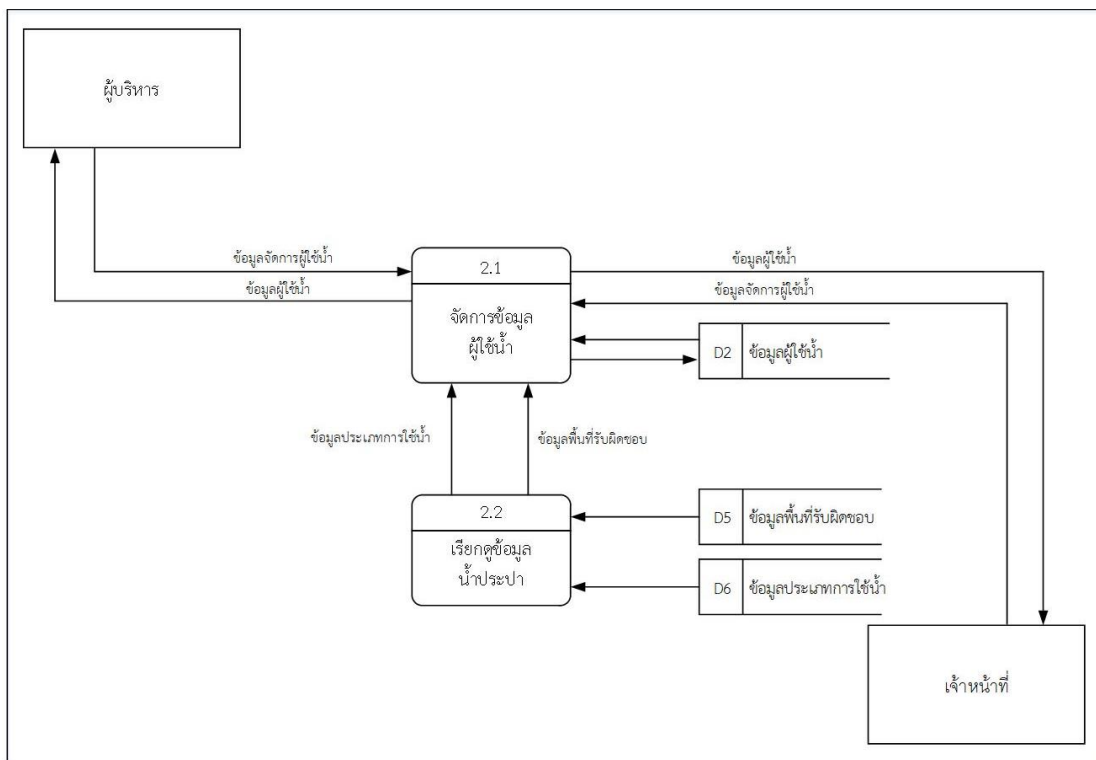 ผู้บริหาร
ข้อมูลจัดการผู้ใช้น้ำ
ข้อมูลผู้ใช้น้ำ
2.1
จัดการข้อมูล
ผู้ใช้น้ำ
ข้อมูลผู้ใช้น้ำ
ข้อมูลจัดการผู้ใช้น้ำ
D2 ข้อมูลผู้ใช้น้ำ
ข้อมูลประเภทการใช้น้ำ
ข้อมูลพื้นที่รับผิดชอบ
2.2
เรียกดูข้อมูล
น้ำประปา
D5 ข้อมูลพื้นที่รับผิดชอบ
D6 ข้อมูลประเภทการใช้น้ำ
เจ้าหน้าที่